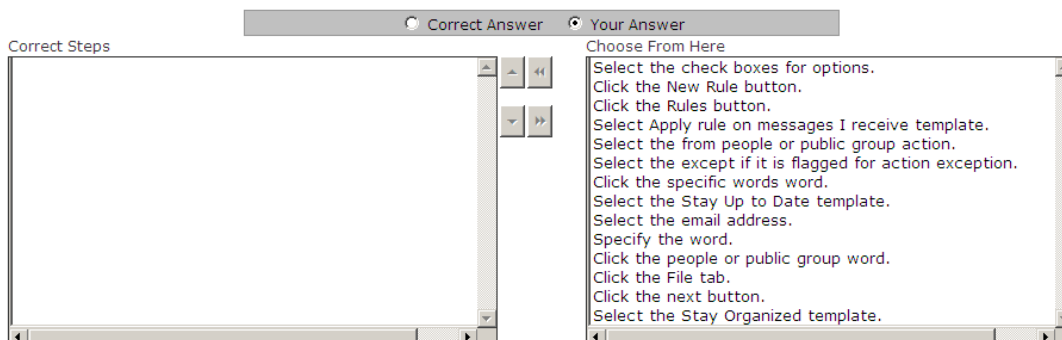 Correct Answer Your Answer
Correct Steps
Choose From Here
Select the check boxes for options.
Click the New Rule button.
Click the Rules button.
Select Apply rule on messages I receive template.
Select the from people or public group action.
Select the except if it is flagged for action exception.
Click the specific words word.
Select the Stay Up to Date template.
Select the email address.
Specify the word.
Click the people or public group word.
Click the File tab.
Click the next button.
Select the Stay Organized template.